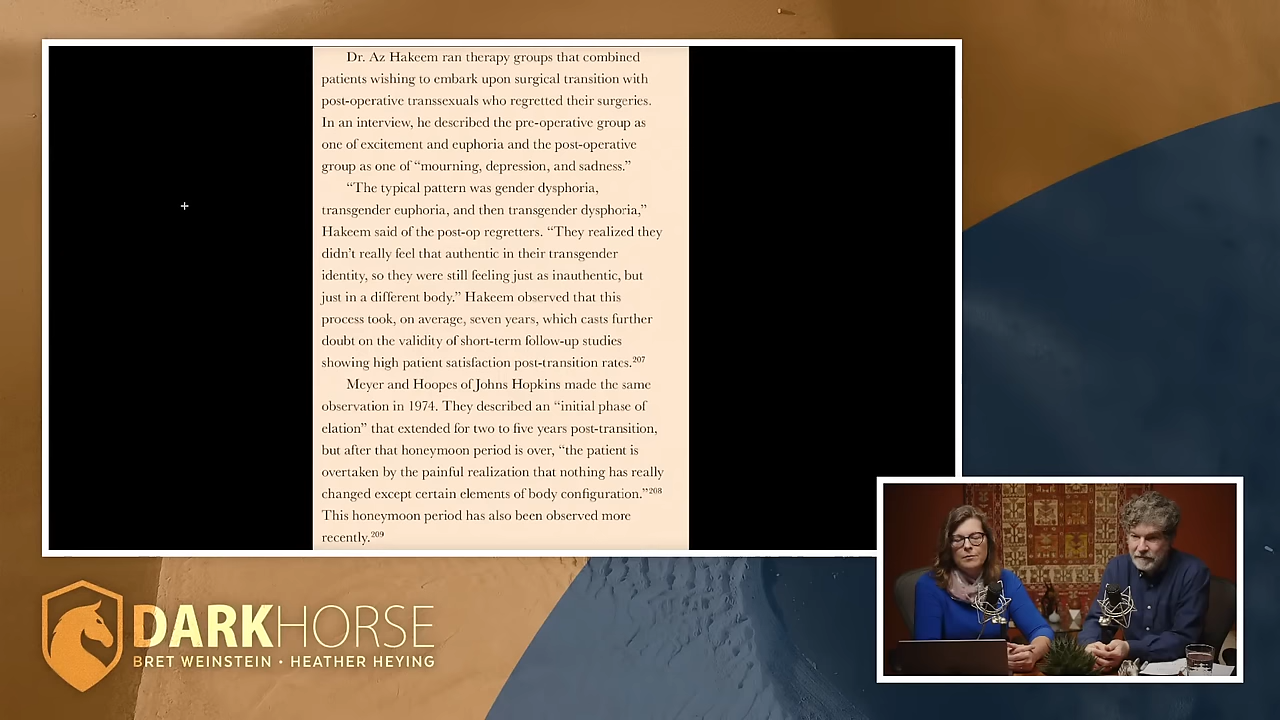 Dr. Az Hakeem ran therapy groups that combined
patients wishing to embark upon surgical transition with
post-operative transsexuals who regretted their surgeries.
In an interview, he described the pre-operative group as
one of excitement and euphoria and the post-operative
group as one of “mourning, depression, and sadness.”
“The typical pattern was gender dysphoria,
transgender euphoria, and then transgender dysphoria,”
Hakeem said of the post-op regretters. “They realized they
didn’t really feel that authentic in their transgender
identity, so they were still feeling just as inauthentic, but
just in a different body.” Hakeem observed that this
process took, on average, seven years, which casts further
doubt on the validity of short-term follow-up studies
showing high patient satisfaction post-transition rates.207
Meyer and Hoopes of Johns Hopkins made the same
observation in 1974. They described an “initial phase of
elation” that extended for two to five years post-transition,
but after that honeymoon period is over, “the patient is
overtaken by the painful realization that nothing has really
changed except certain elements of body configuration.”208
This honeymoon period has also been observed more
recently.209
DARKHORSE
BRET WEINSTEIN • HEATHER HEYING